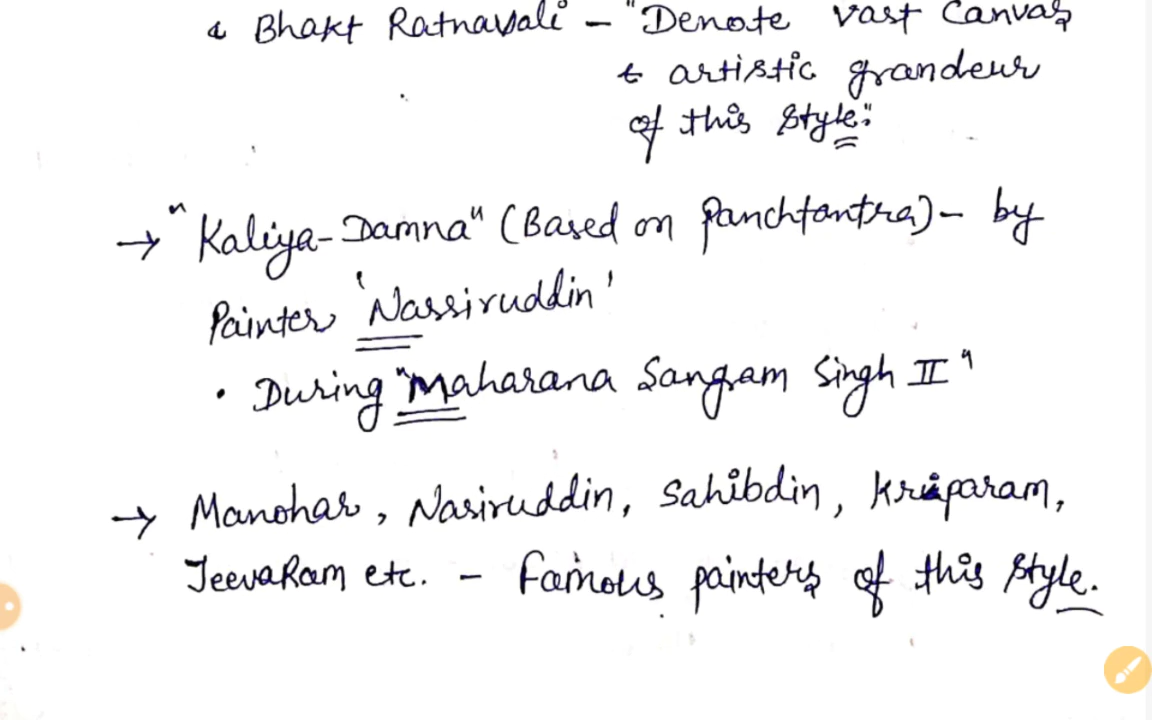 & Bhakt Ratnavali - "Denote vast canvas
& artistic grandeur
of this style."
→ "Kaliya-Damna" (Based on Panchtantra) - by
Painter 'Nassiruddin'
• During "Maharana Sangam Singh II"
→ Manohar, Nasiruddin, Sahibdin, Kriparam,
JeevaRam etc. - Famous painters of this style.